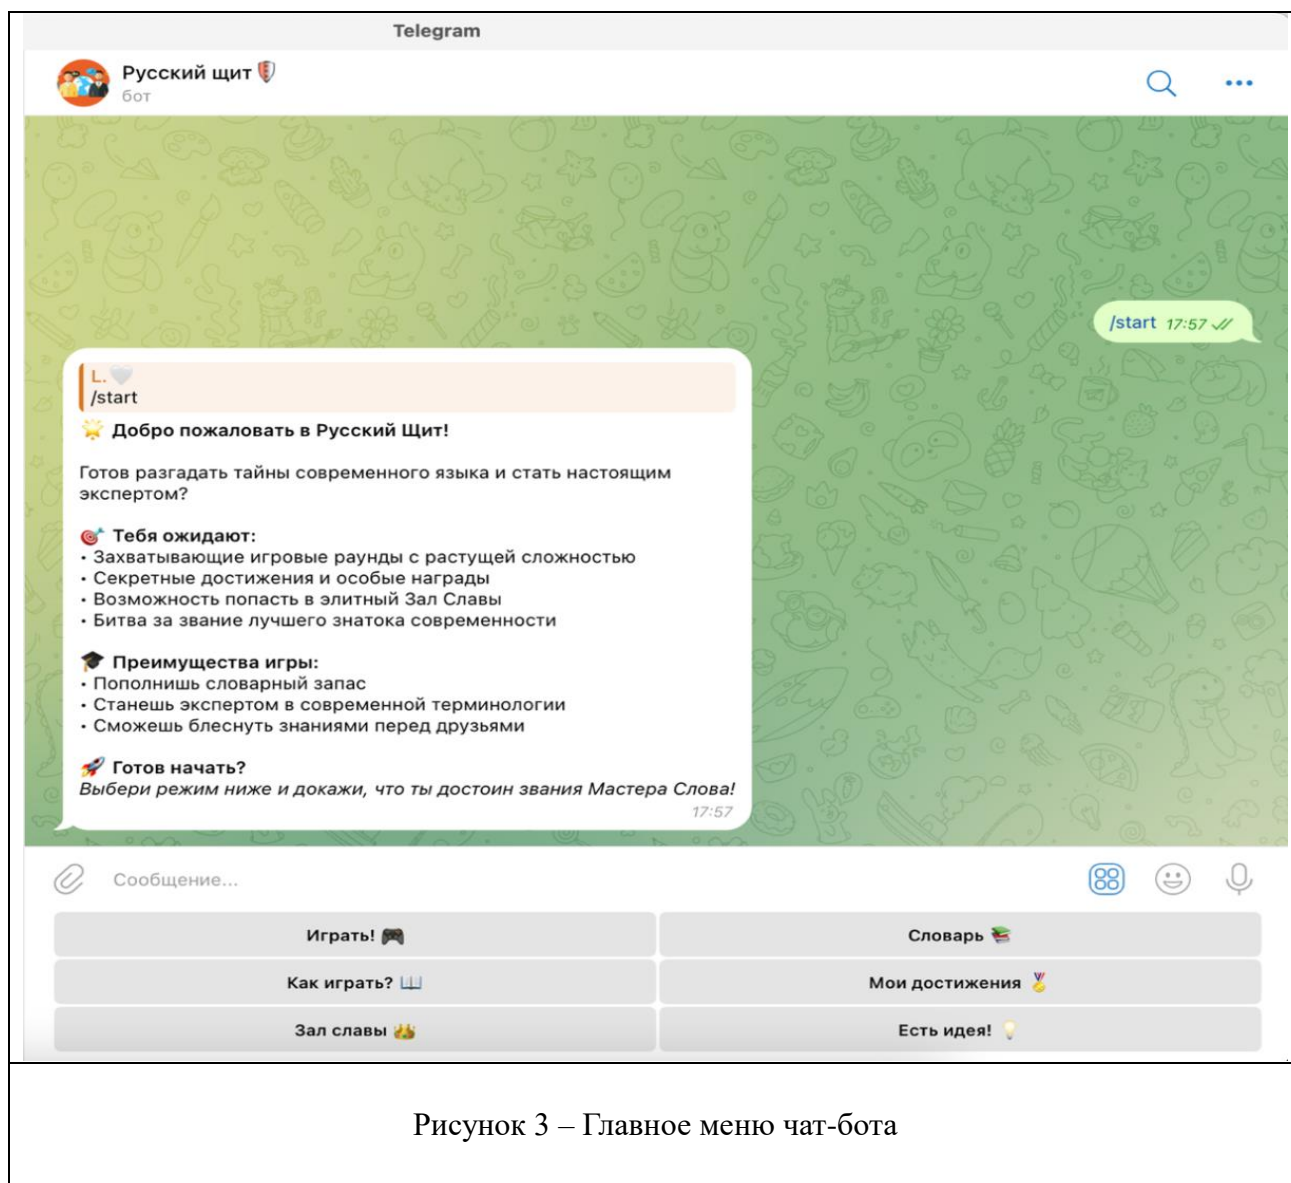 Telegram
Русский щит
бот
/start 17:57
L.
/start
Добро пожаловать в Русский Щит!
Готов разгадать тайны современного языка и стать настоящим
экспертом?
Тебя ожидают:
• Захватывающие игровые раунды с растущей сложностью
• Секретные достижения и особые награды
• Возможность попасть в элитный Зал Славы
• Битва за звание лучшего знатока современности
Преимущества игры:
• Пополнишь словарный запас
• Станешь экспертом в современной терминологии
• Сможешь блеснуть знаниями перед друзьями
Готов начать?
Выбери режим ниже и докажи, что ты достоин звания Мастера Слова!
17:57
Сообщение...
Играть!
Словарь
Как играть?
Мои достижения
Зал славы
Есть идея!
Рисунок 3 – Главное меню чат-бота